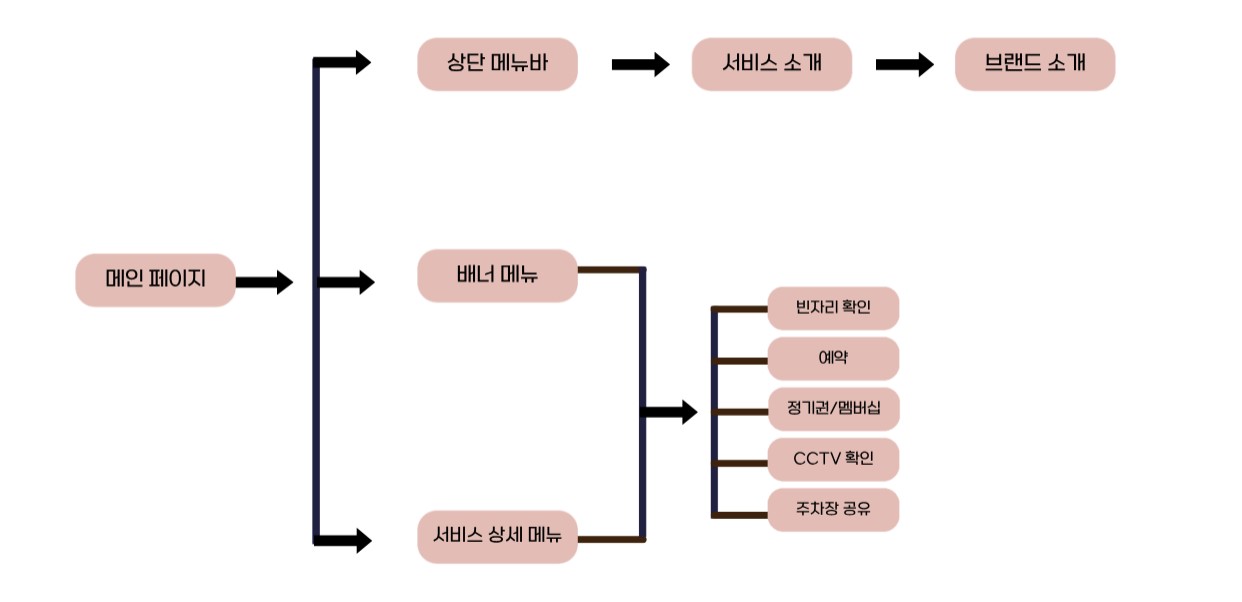 상단 메뉴바
서비스 소개
브랜드 소개
메인 페이지
배너 메뉴
빈자리 확인
예약
정기권/멤버십
CCTV 확인
주차장 공유
서비스 상세 메뉴